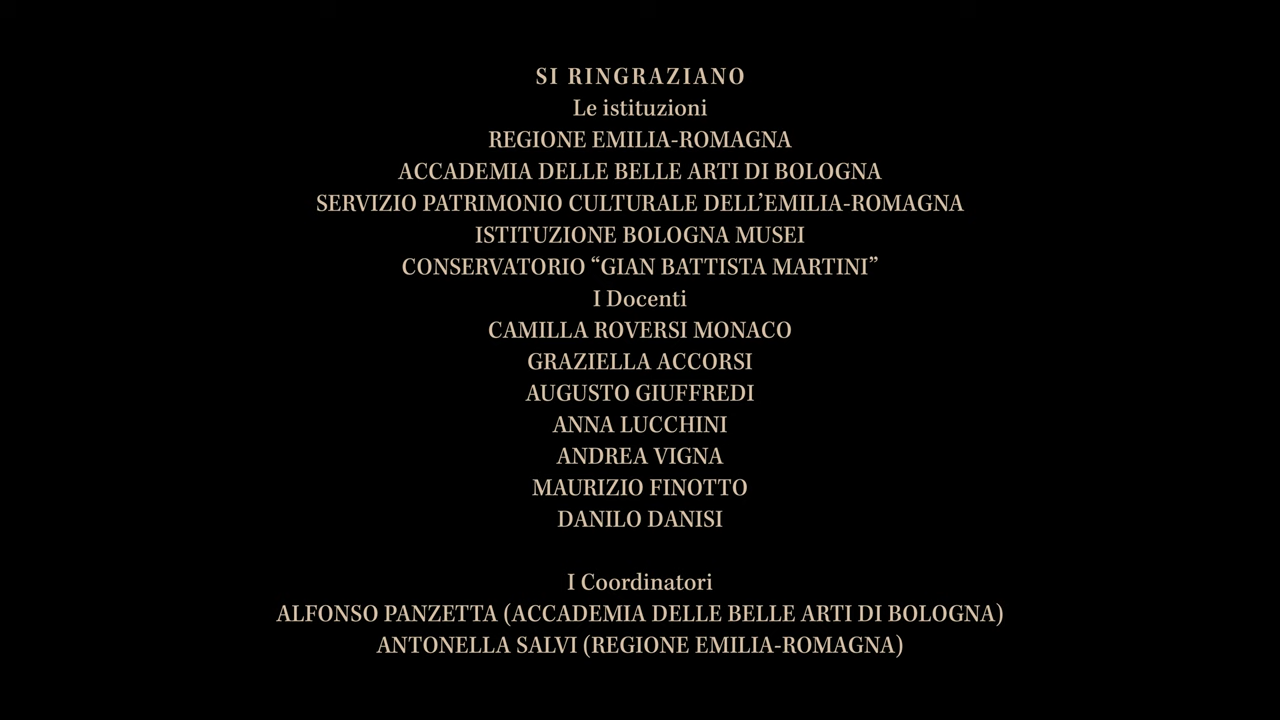 SI RINGRAZIANO
Le istituzioni
REGIONE EMILIA-ROMAGNA
ACCADEMIA DELLE BELLE ARTI DI BOLOGNA
SERVIZIO PATRIMONIO CULTURALE DELL’EMILIA-ROMAGNA
ISTITUZIONE BOLOGNA MUSEI
CONSERVATORIO “GIAN BATTISTA MARTINI”
I Docenti
CAMILLA ROVERSI MONACO
GRAZIELLA ACCORSI
AUGUSTO GIUFFREDI
ANNA LUCCHINI
ANDREA VIGNA
MAURIZIO FINOTTO
DANILO DANISI
I Coordinatori
ALFONSO PANZETTA (ACCADEMIA DELLE BELLE ARTI DI BOLOGNA)
ANTONELLA SALVI (REGIONE EMILIA-ROMAGNA)